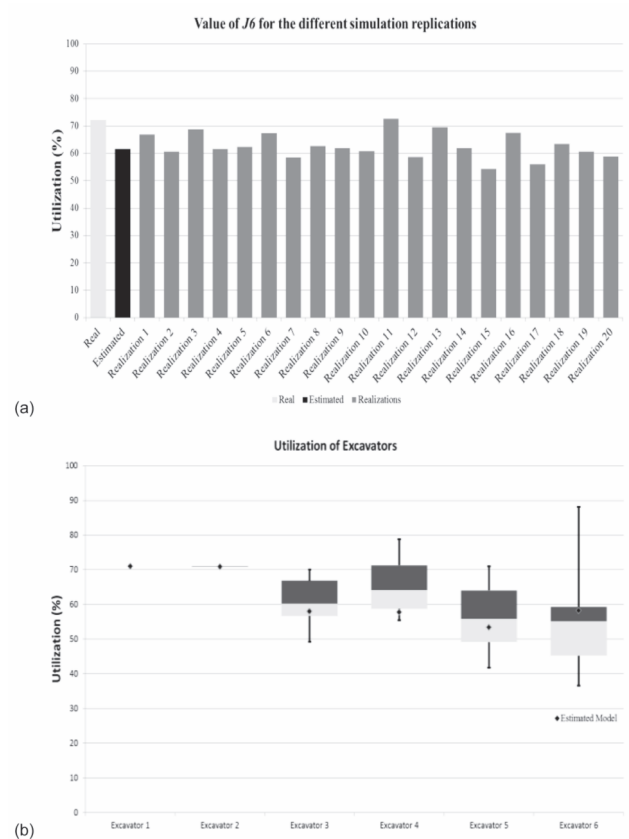 Value of J6 for the different simulation replications
Utilization (%)
100
90
80
70
60
50
40
30
20
10
0
Real
Estimated
Realization 1
Realization 2
Realization 3
Realization 4
Realization 5
Realization 6
Realization 7
Realization 8
Realization 9
Realization 10
Realization 11
Realization 12
Realization 13
Realization 14
Realization 15
Realization 16
Realization 17
Realization 18
Realization 19
Realization 20
Real Estimated Realizations
(a)
Utilization of Excavators
Utilization (%)
100
90
80
70
60
50
40
30
20
10
0
Estimated Model
Excavator 1 Excavator 2 Excavator 3 Excavator 4 Excavator 5 Excavator 6
(b)